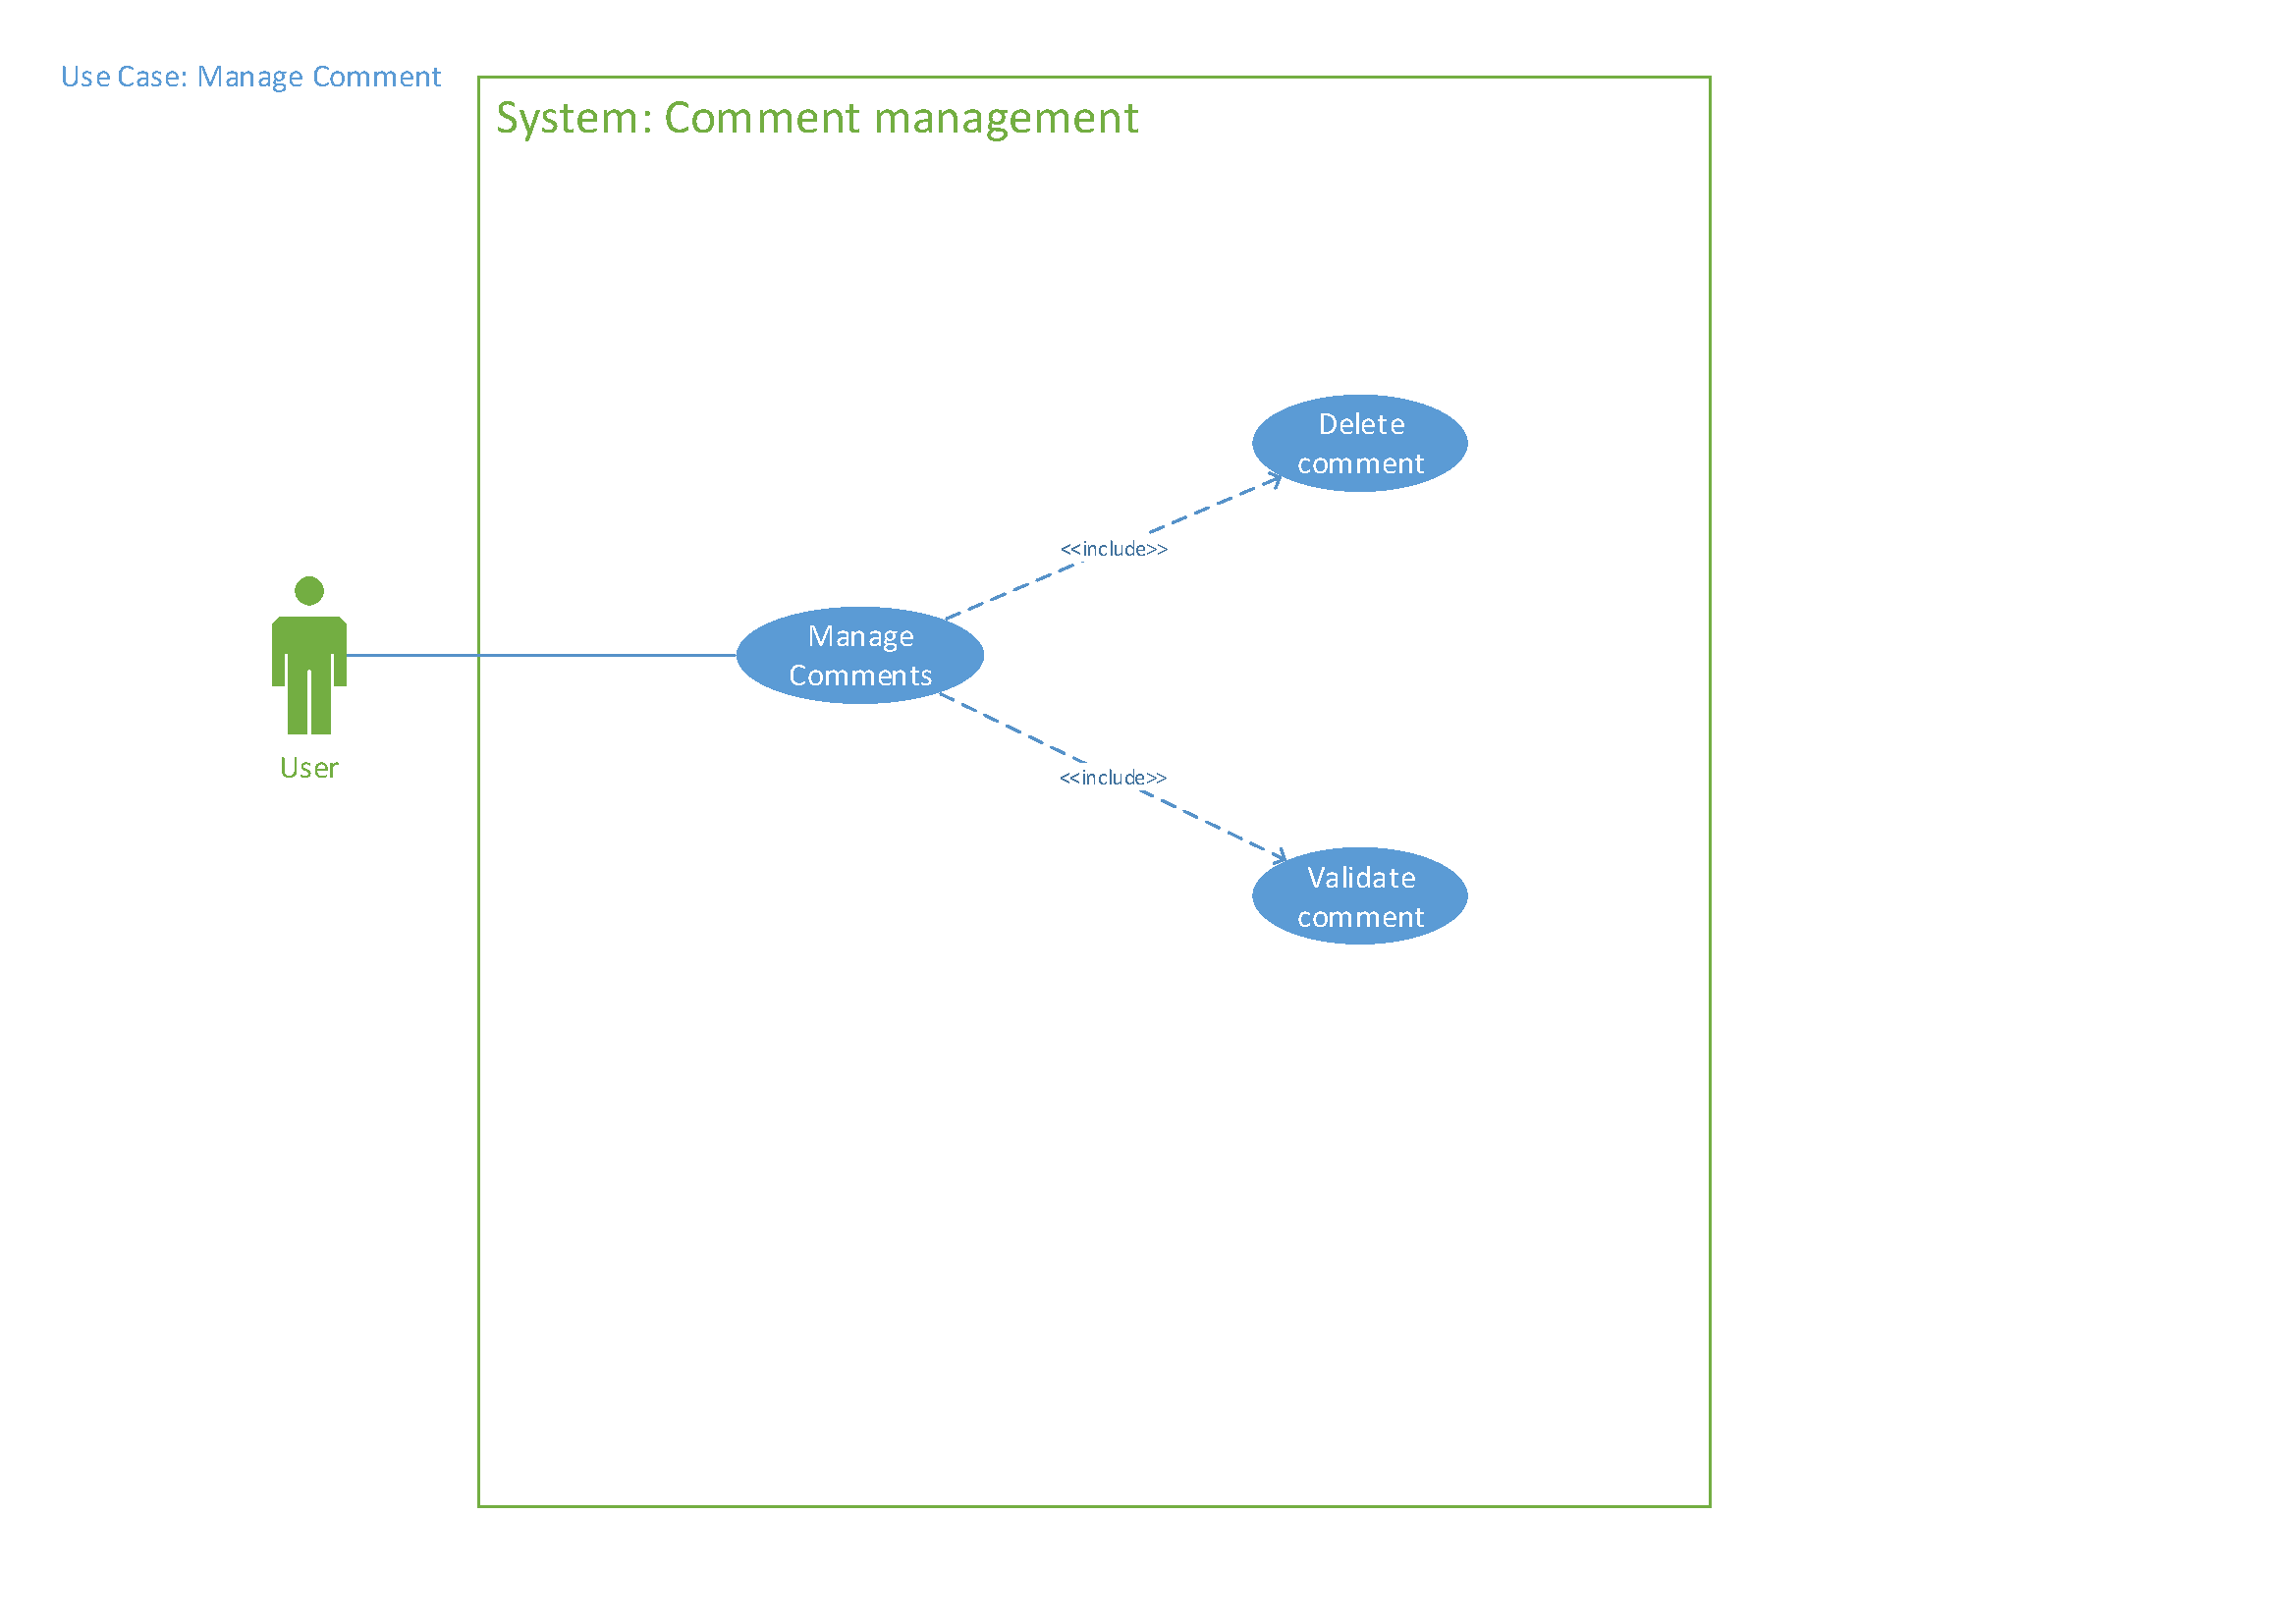 Use Case: Manage Comment
System: Comment management
Delete
comment
<<include>>
Manage
Comments
User
<<include>>
Validate
comment